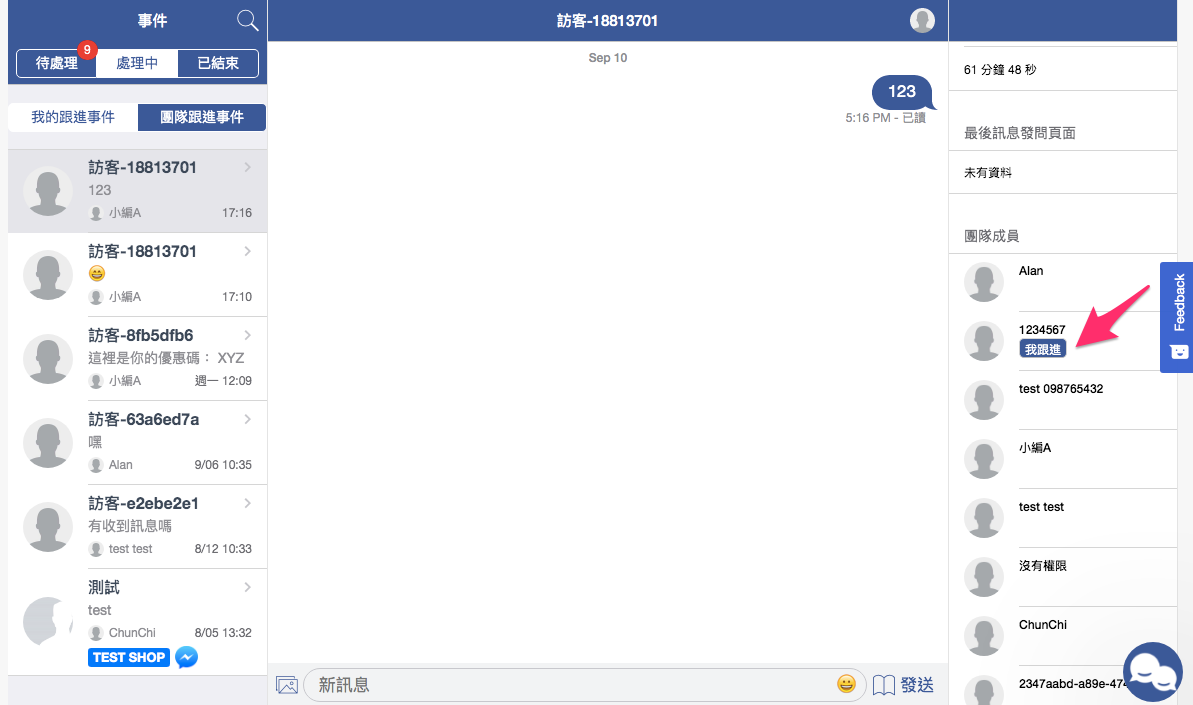 事件
待處理
9
處理中
已結束
我的跟進事件
團隊跟進事件
訪客-18813701
123
小編A
17:16
訪客-18813701
小編A
17:10
訪客-8fb5dfb6
這裡是你的優惠碼： XYZ
小編A
週一 12:09
訪客-63a6ed7a
嘿
Alan
9/06 10:35
訪客-e2ebe2e1
有收到訊息嗎
test test
8/12 10:33
測試
test
ChunChi
8/05 13:32
TEST SHOP
訪客-18813701
Sep 10
123
5:16 PM - 已讀
新訊息
發送
61 分鐘 48 秒
最後訊息發問頁面
未有資料
團隊成員
Alan
1234567
我跟進
test 098765432
小編A
test test
沒有權限
ChunChi
2347aabd-a89e-474
Feedback